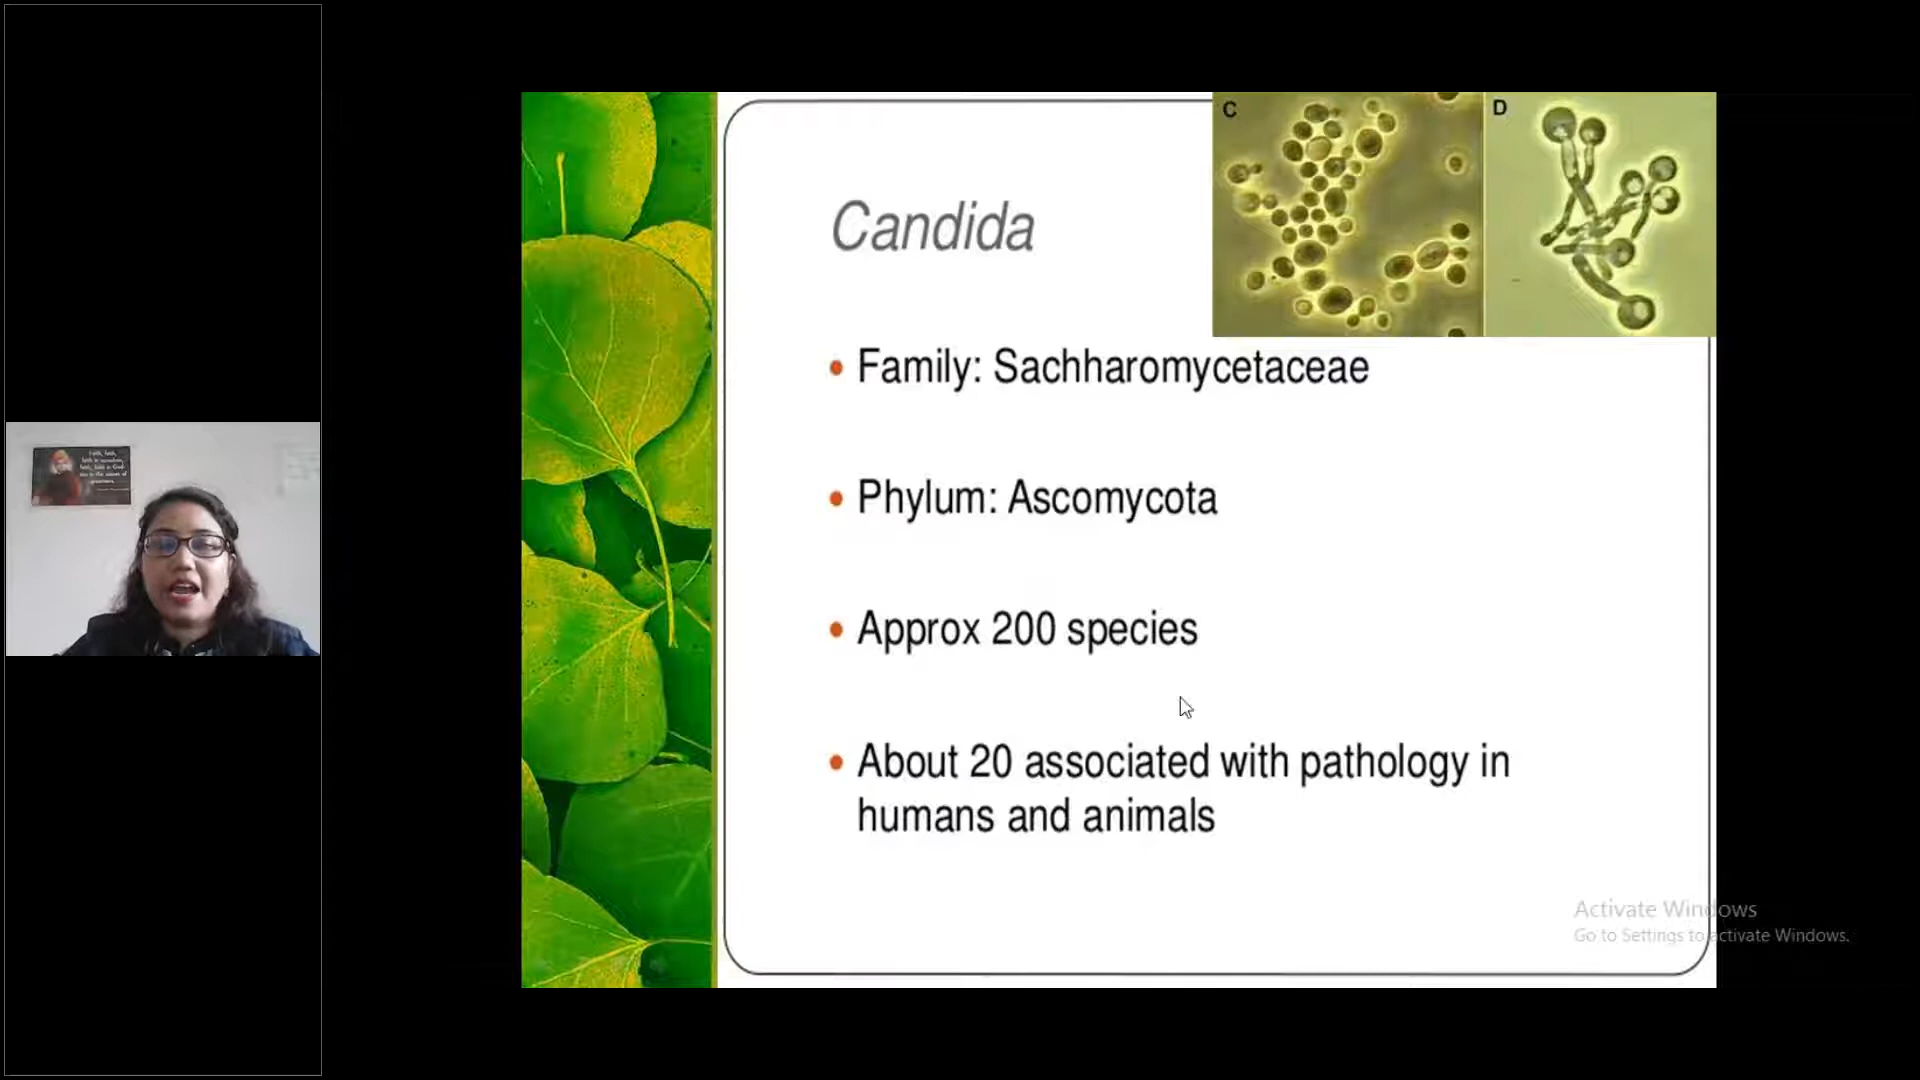 C
D
Candida
• Family: Sachharomycetaceae
• Phylum: Ascomycota
• Approx 200 species
• About 20 associated with pathology in
humans and animals
Activate Windows
Go to Settings to activate Windows.